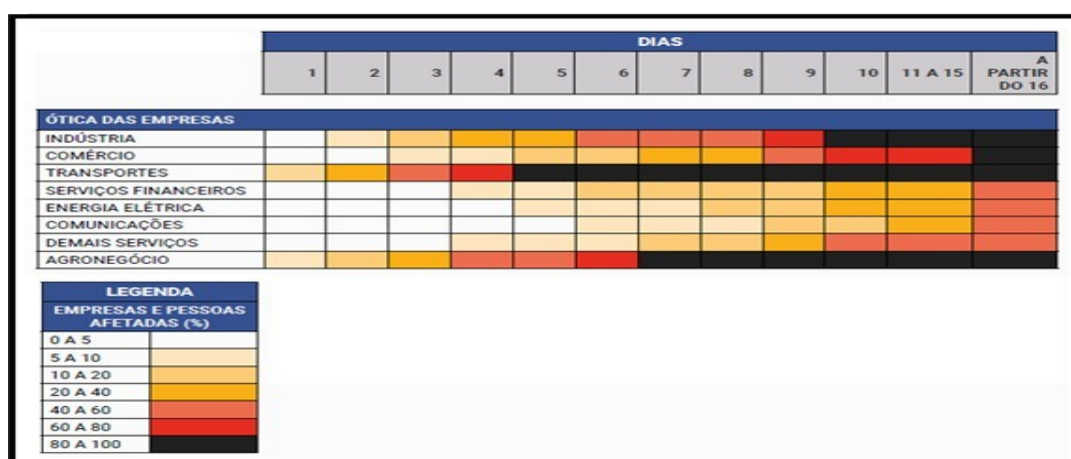 DIAS
1 2 3 4 5 6 7 8 9 10 11 A 15 A PARTIR DO 16
ÓTICA DAS EMPRESAS
INDÚSTRIA
COMÉRCIO
TRANSPORTES
SERVIÇOS FINANCEIROS
ENERGIA ELÉTRICA
COMUNICAÇÕES
DEMAIS SERVIÇOS
AGRONEGÓCIO
LEGENDA
EMPRESAS E PESSOAS
AFETADAS (%)
0 A 5
5 A 10
10 A 20
20 A 40
40 A 60
60 A 80
80 A 100